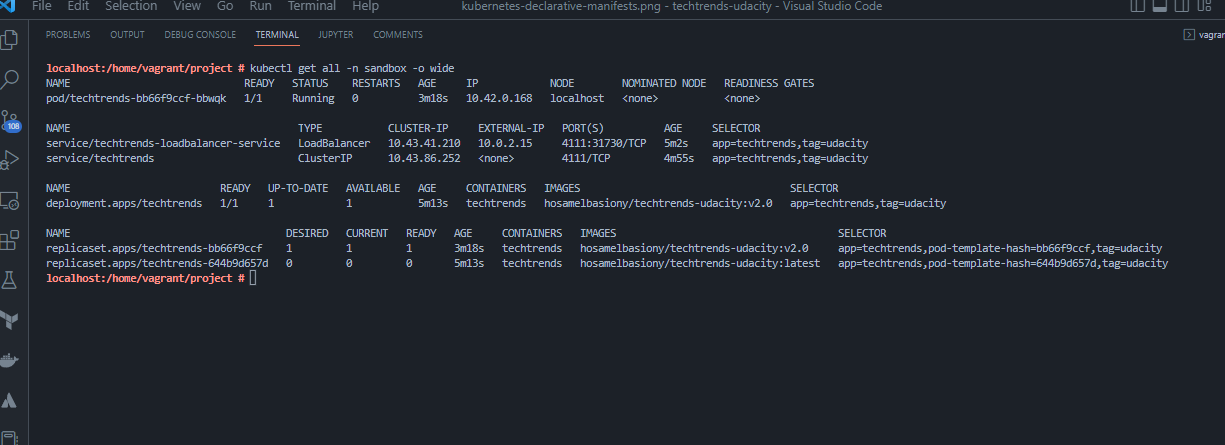 File Edit Selection View Go Run Terminal Help kubernetes-declarative-manifests.png - techtrends-udacity - Visual Studio Code
PROBLEMS OUTPUT DEBUG CONSOLE TERMINAL JUPYTER COMMENTS vagrant
localhost:/home/vagrant/project # kubectl get all -n sandbox -o wide
NAME READY STATUS RESTARTS AGE IP NODE NOMINATED NODE READINESS GATES
pod/techtrends-bb66f9ccf-bbwqk 1/1 Running 0 3m18s 10.42.0.168 localhost <none> <none>
NAME TYPE CLUSTER-IP EXTERNAL-IP PORT(S) AGE SELECTOR
service/techtrends-loadbalancer-service LoadBalancer 10.43.41.210 10.0.2.15 4111:31730/TCP 5m2s app=techtrends,tag=udacity
service/techtrends ClusterIP 10.43.86.252 <none> 4111/TCP 4m55s app=techtrends,tag=udacity
NAME READY UP-TO-DATE AVAILABLE AGE CONTAINERS IMAGES SELECTOR
deployment.apps/techtrends 1/1 1 1 5m13s techtrends hosamelbasiony/techtrends-udacity:v2.0 app=techtrends,tag=udacity
NAME DESIRED CURRENT READY AGE CONTAINERS IMAGES SELECTOR
replicaset.apps/techtrends-bb66f9ccf 1 1 1 3m18s techtrends hosamelbasiony/techtrends-udacity:v2.0 app=techtrends,pod-template-hash=bb66f9ccf,tag=udacity
replicaset.apps/techtrends-644b9d657d 0 0 0 5m13s techtrends hosamelbasiony/techtrends-udacity:latest app=techtrends,pod-template-hash=644b9d657d,tag=udacity
localhost:/home/vagrant/project #
108